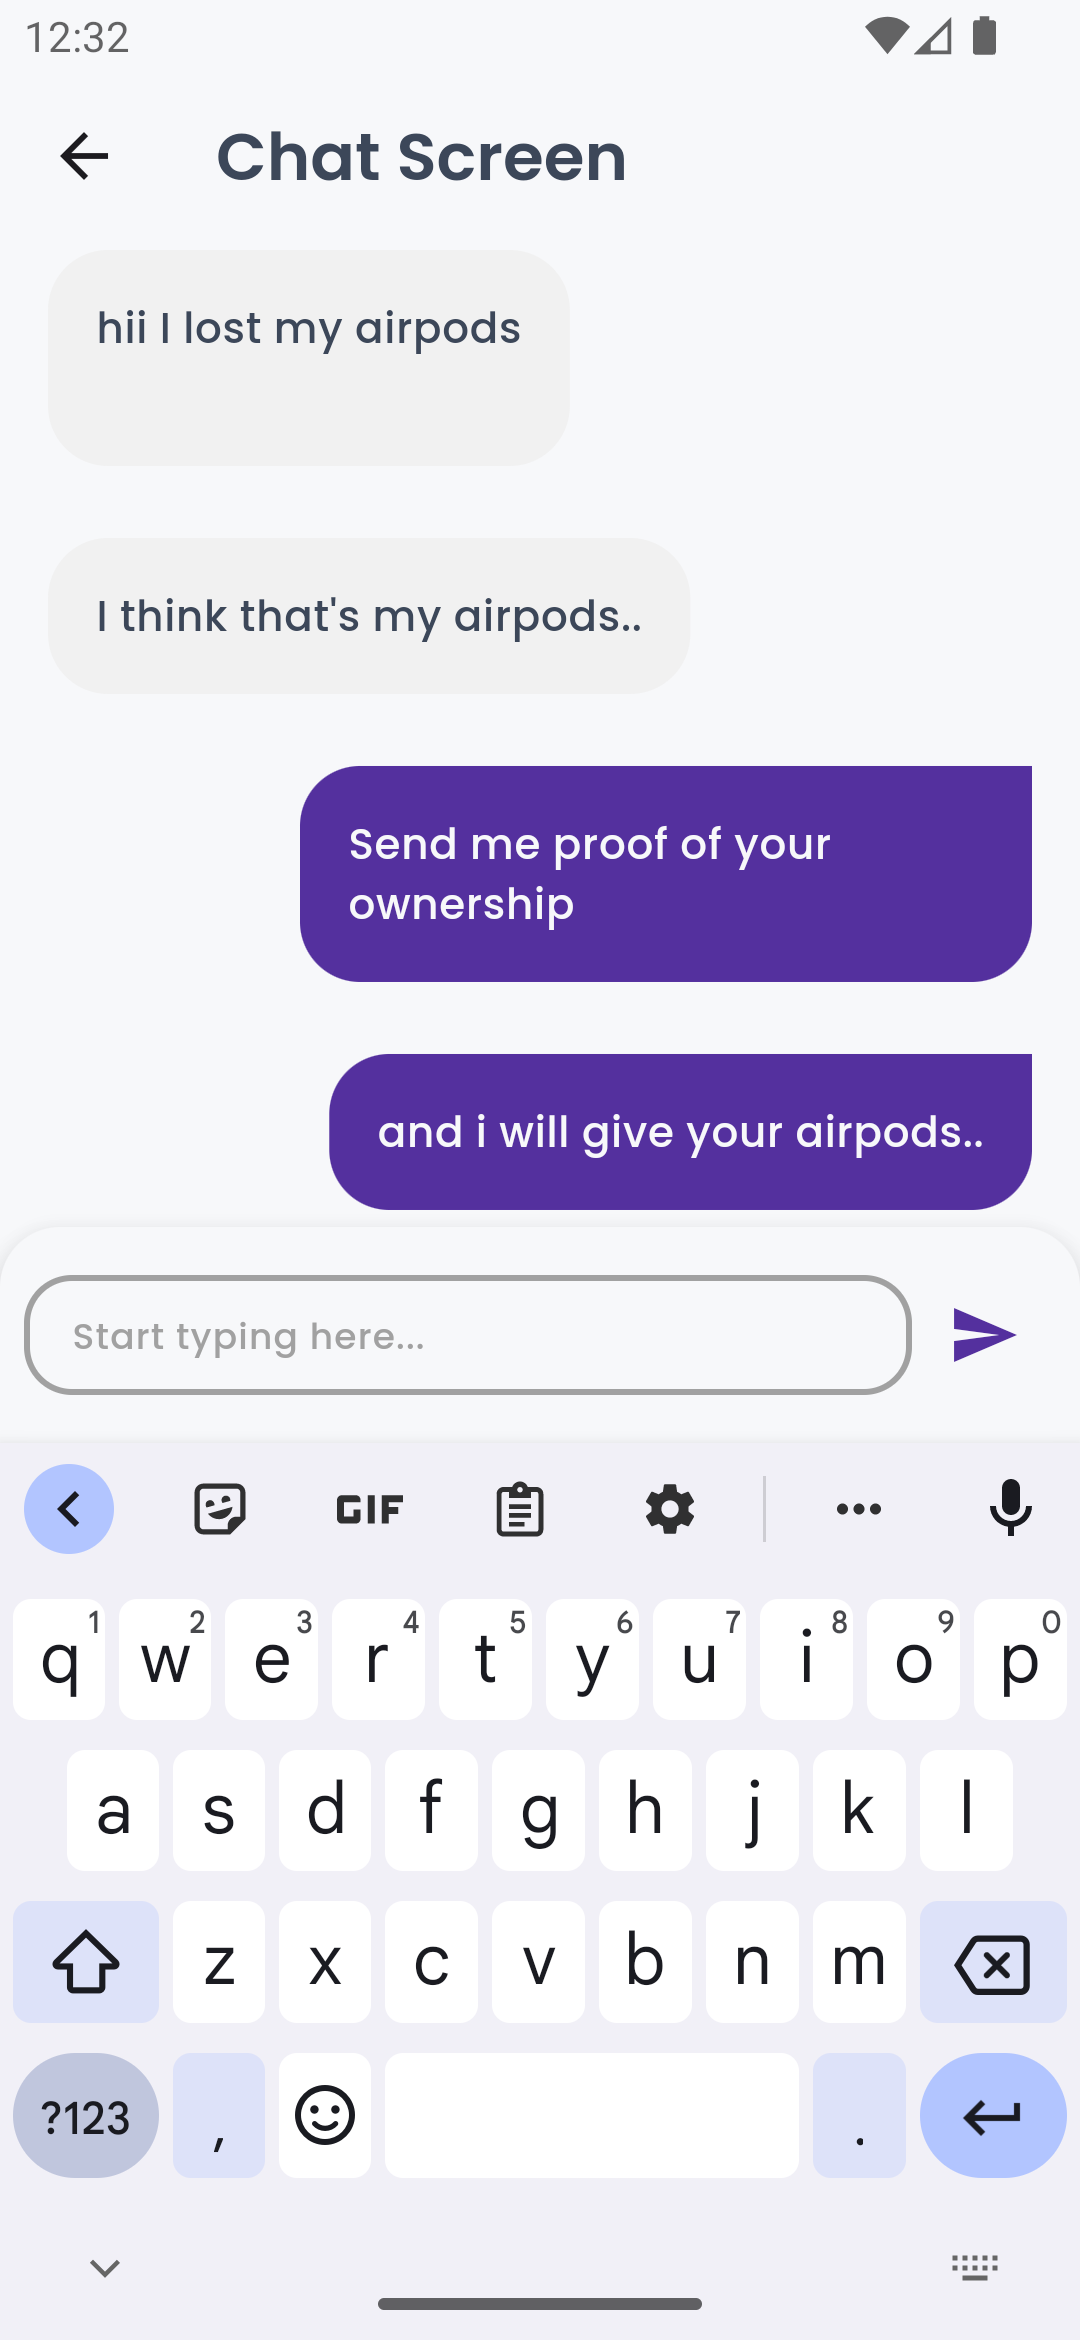 12:32
Chat Screen
hii I lost my airpods
I think that's my airpods..
Send me proof of your
ownership
and i will give your airpods..
Start typing here...
GIF
1 2 3 4 5 6 7 8 9 0
q w e r t y u i o p
a s d f g h j k l
z x c v b n m
?123 , .